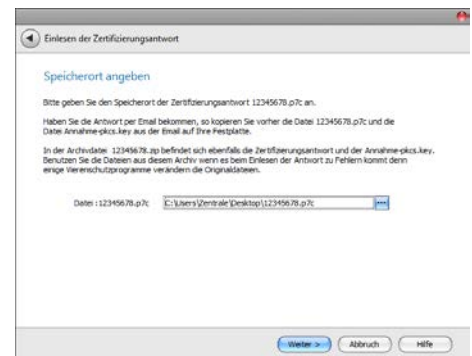 Einlesen der Zertifizierungsantwort
Speicherort angeben
Bitte geben Sie den Speicherort der Zertifizierungsantwort 12345678.p7c an.
Haben Sie die Antwort per Email bekommen, so kopieren Sie vorher die Datei 12345678.p7c und die
Datei Annahme-pkcs.key aus der Email auf Ihre Festplatte.
In der Archivdatei 12345678.zip befindet sich ebenfalls die Zertifizierungsantwort und der Annahme-pkcs.key.
Benutzen Sie die Dateien aus diesem Archiv wenn es beim Einlesen der Antwort zu Fehlern kommt denn
einige Vierenschutzprogramme verändern die Originaldateien.
Datei :12345678.p7c C:\Users\Zentrale\Desktop\12345678.p7c ...
Weiter > Abbruch Hilfe